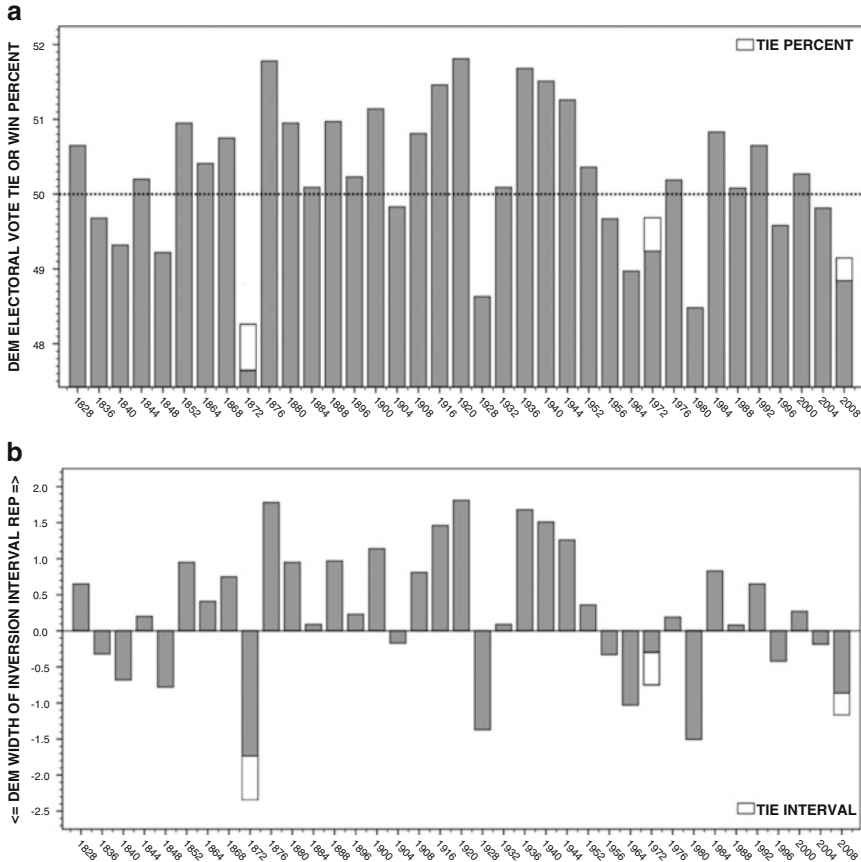 a
DEM ELECTORAL VOTE TIE OR WIN PERCENT
52
51
50
49
48
TIE PERCENT
1828 1836 1840 1844 1848 1852 1864 1868 1872 1876 1880 1884 1888 1896 1900 1904 1908 1916 1920 1928 1932 1936 1940 1944 1952 1956 1964 1972 1976 1980 1984 1988 1992 1996 2000 2004 2008
b
<= DEM WIDTH OF INVERSION INTERVAL REP =>
2.0
1.5
1.0
0.5
0.0
-0.5
-1.0
-1.5
-2.0
-2.5
TIE INTERVAL
1828 1836 1840 1844 1848 1852 1864 1868 1872 1876 1880 1884 1888 1896 1900 1904 1908 1916 1920 1928 1932 1936 1940 1944 1952 1956 1964 1972 1976 1980 1984 1988 1992 1996 2000 2004 2008